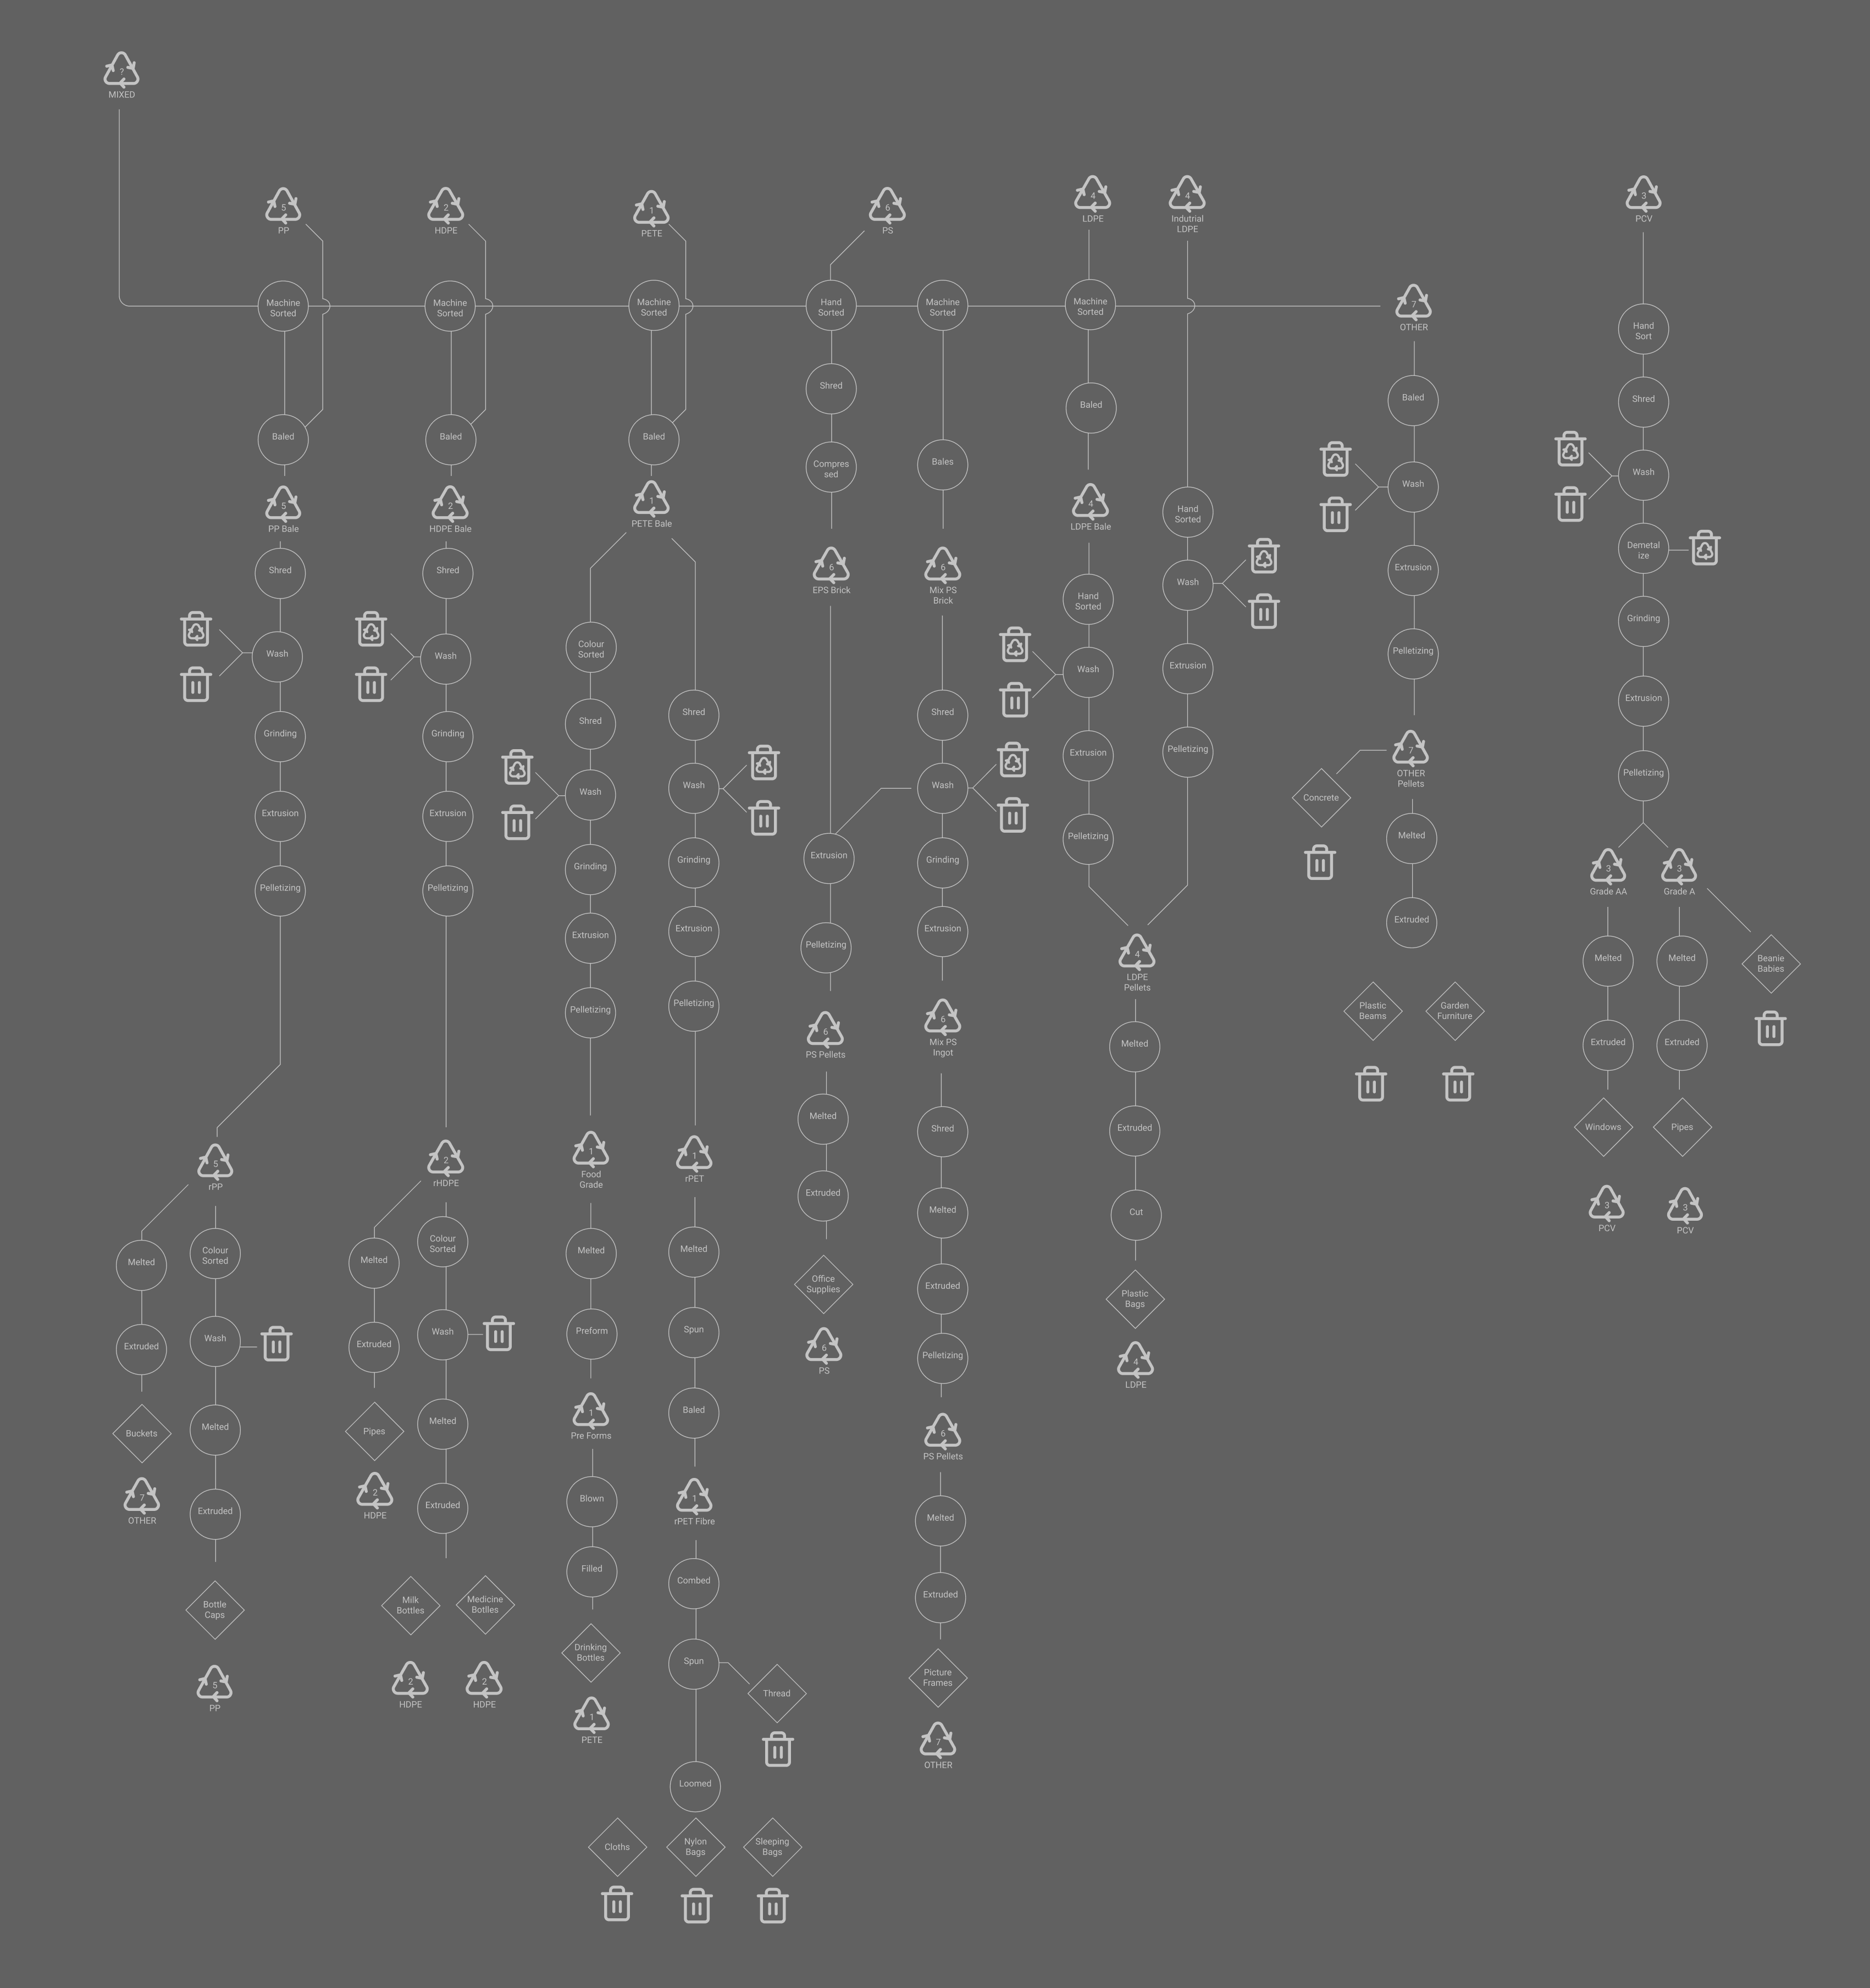 ?
MIXED
5
PP
Machine
Sorted
Baled
5
PP Bale
Shred
Wash
Grinding
Extrusion
Pelletizing
5
rPP
Melted
Extruded
Buckets
7
OTHER
Colour
Sorted
Wash
Melted
Extruded
Bottle
Caps
5
PP
2
HDPE
Machine
Sorted
Baled
2
HDPE Bale
Shred
Wash
Grinding
Extrusion
Pelletizing
2
rHDPE
Melted
Extruded
Pipes
2
HDPE
Colour
Sorted
Wash
Melted
Extruded
Milk
Bottles
2
HDPE
Medicine
Botlles
2
HDPE
1
PETE
Machine
Sorted
Baled
1
PETE Bale
Colour
Sorted
Shred
Wash
Grinding
Extrusion
Pelletizing
1
Food
Grade
Melted
Preform
1
Pre Forms
Blown
Filled
Drinking
Bottles
1
PETE
Shred
Wash
Grinding
Extrusion
Pelletizing
1
rPET
Melted
Spun
Baled
1
rPET Fibre
Combed
Spun
Thread
Loomed
Cloths
Nylon
Bags
Sleeping
Bags
6
PS
Hand
Sorted
Shred
Compres
sed
6
EPS Brick
Extrusion
Pelletizing
6
PS Pellets
Melted
Extruded
Office
Supplies
6
PS
Machine
Sorted
Bales
6
Mix PS
Brick
Shred
Wash
Grinding
Extrusion
6
Mix PS
Ingot
Shred
Melted
Extruded
Pelletizing
6
PS Pellets
Melted
Extruded
Picture
Frames
7
OTHER
4
LDPE
Machine
Sorted
Baled
4
LDPE Bale
Hand
Sorted
Wash
Extrusion
Pelletizing
4
Indutrial
LDPE
Hand
Sorted
Wash
Extrusion
Pelletizing
4
LDPE
Pellets
Melted
Extruded
Cut
Plastic
Bags
4
LDPE
7
OTHER
Baled
Wash
Extrusion
Pelletizing
7
OTHER
Pellets
Concrete
Melted
Extruded
Plastic
Beams
Garden
Furniture
3
PCV
Hand
Sort
Shred
Wash
Demetal
ize
Grinding
Extrusion
Pelletizing
3
Grade AA
Melted
Extruded
Windows
3
PCV
3
Grade A
Melted
Extruded
Pipes
3
PCV
Beanie
Babies